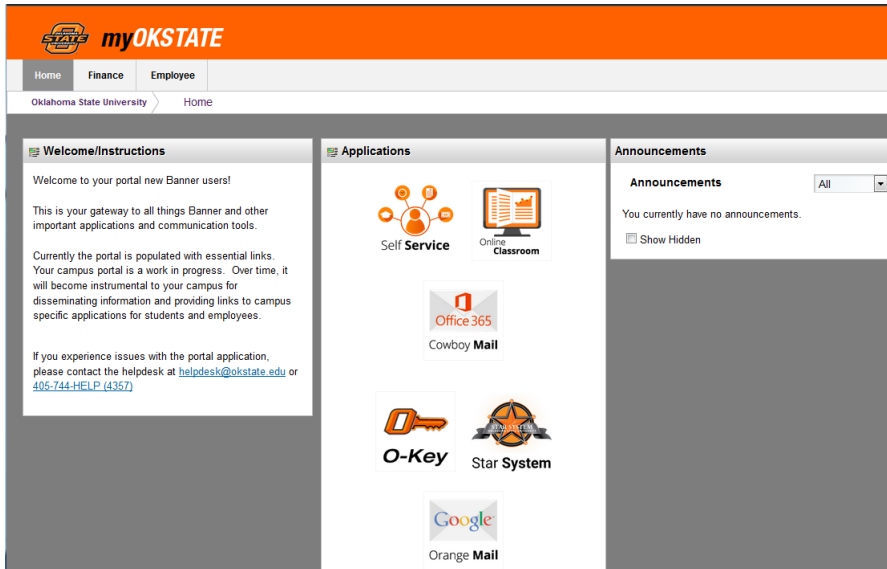 STATE myOKSTATE
Home Finance Employee
Oklahoma State University Home
Welcome/Instructions
Welcome to your portal new Banner users!
This is your gateway to all things Banner and other
important applications and communication tools.
Currently the portal is populated with essential links.
Your campus portal is a work in progress. Over time, it
will become instrumental to your campus for
disseminating information and providing links to campus
specific applications for students and employees.
If you experience issues with the portal application,
please contact the helpdesk at helpdesk@okstate.edu or
405-744-HELP (4357)
Applications
Self Service
Online
Classroom
Office 365
Cowboy Mail
O-Key
STAR SYSTEM
Star System
Google
Orange Mail
Announcements
Announcements All
You currently have no announcements.
Show Hidden